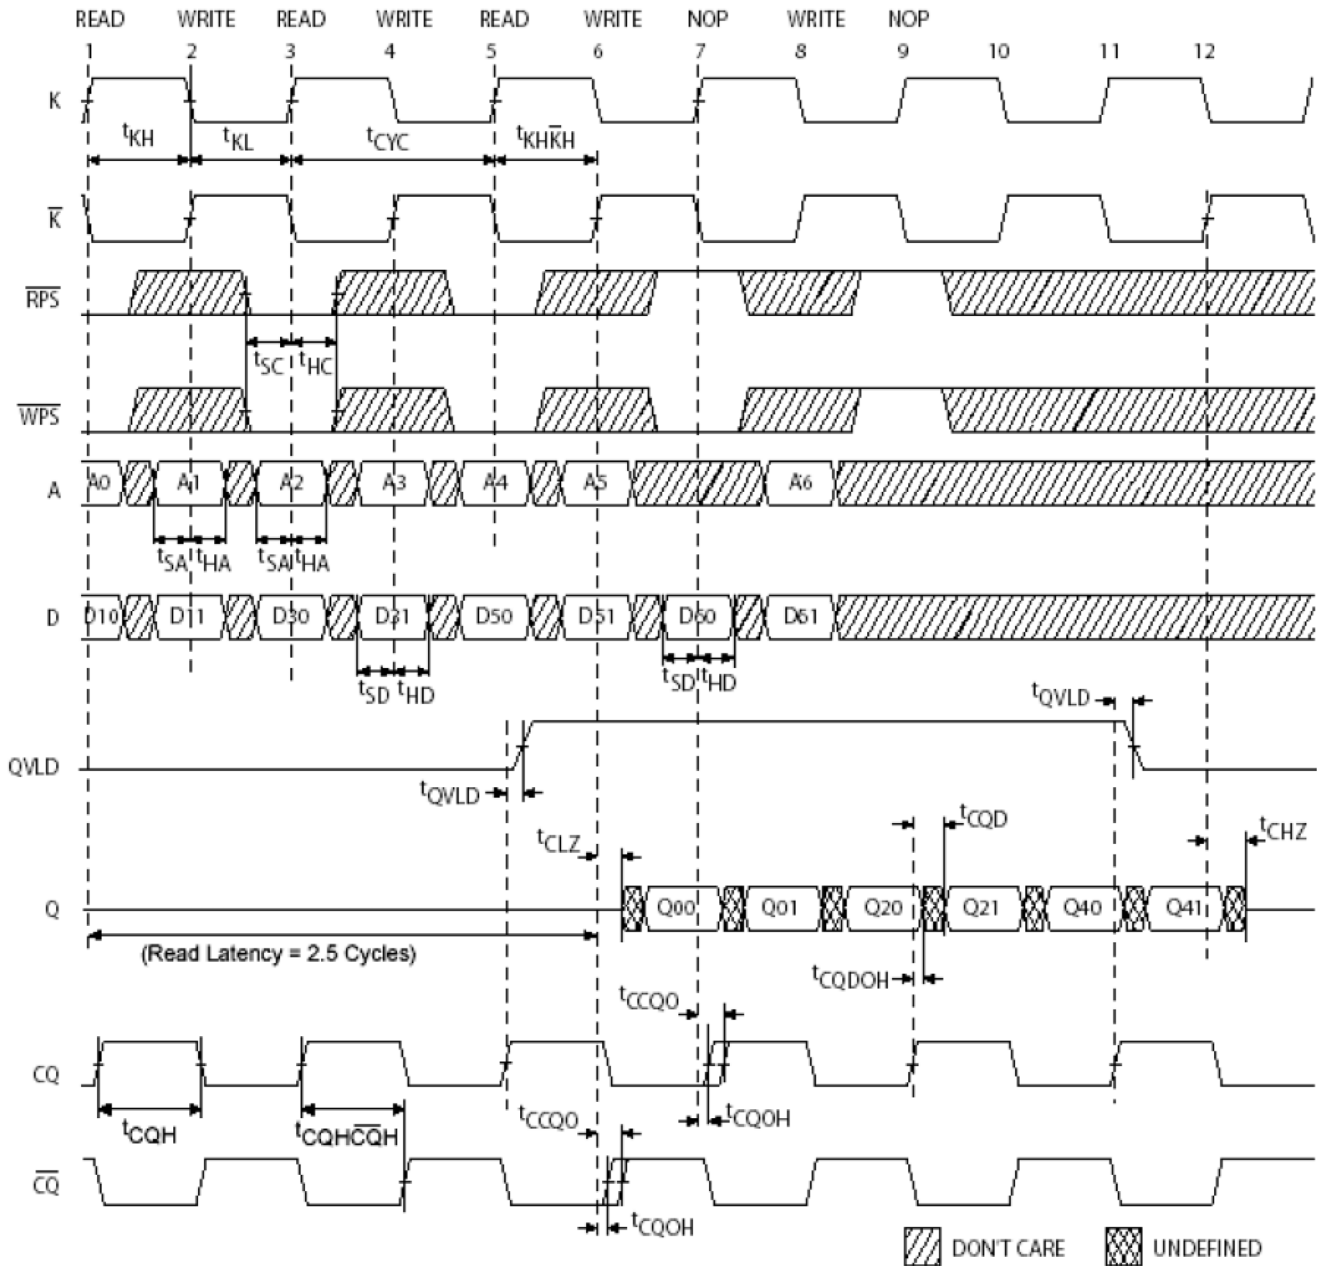 READ WRITE READ WRITE READ WRITE NOP WRITE NOP
1 2 3 4 5 6 7 8 9 10 11 12
K
tKH tKL tCYC tKHK̅H
K̅
R̅P̅S̅
tSC tHC
W̅P̅S̅
A A0 A1 A2 A3 A4 A5 A6
tSA tHA tSA tHA
D D10 D11 D30 D31 D50 D51 D60 D61
tSD tHD tSD tHD
tQVLD
QVLD
tQVLD
tCLZ tCQD tCHZ
Q Q00 Q01 Q20 Q21 Q40 Q41
(Read Latency = 2.5 Cycles)
tCQDOH
tCCQO
CQ
tCQH tCQHC̅Q̅H tCCQO tCQOH
C̅Q̅
tCQOH
DON'T CARE UNDEFINED